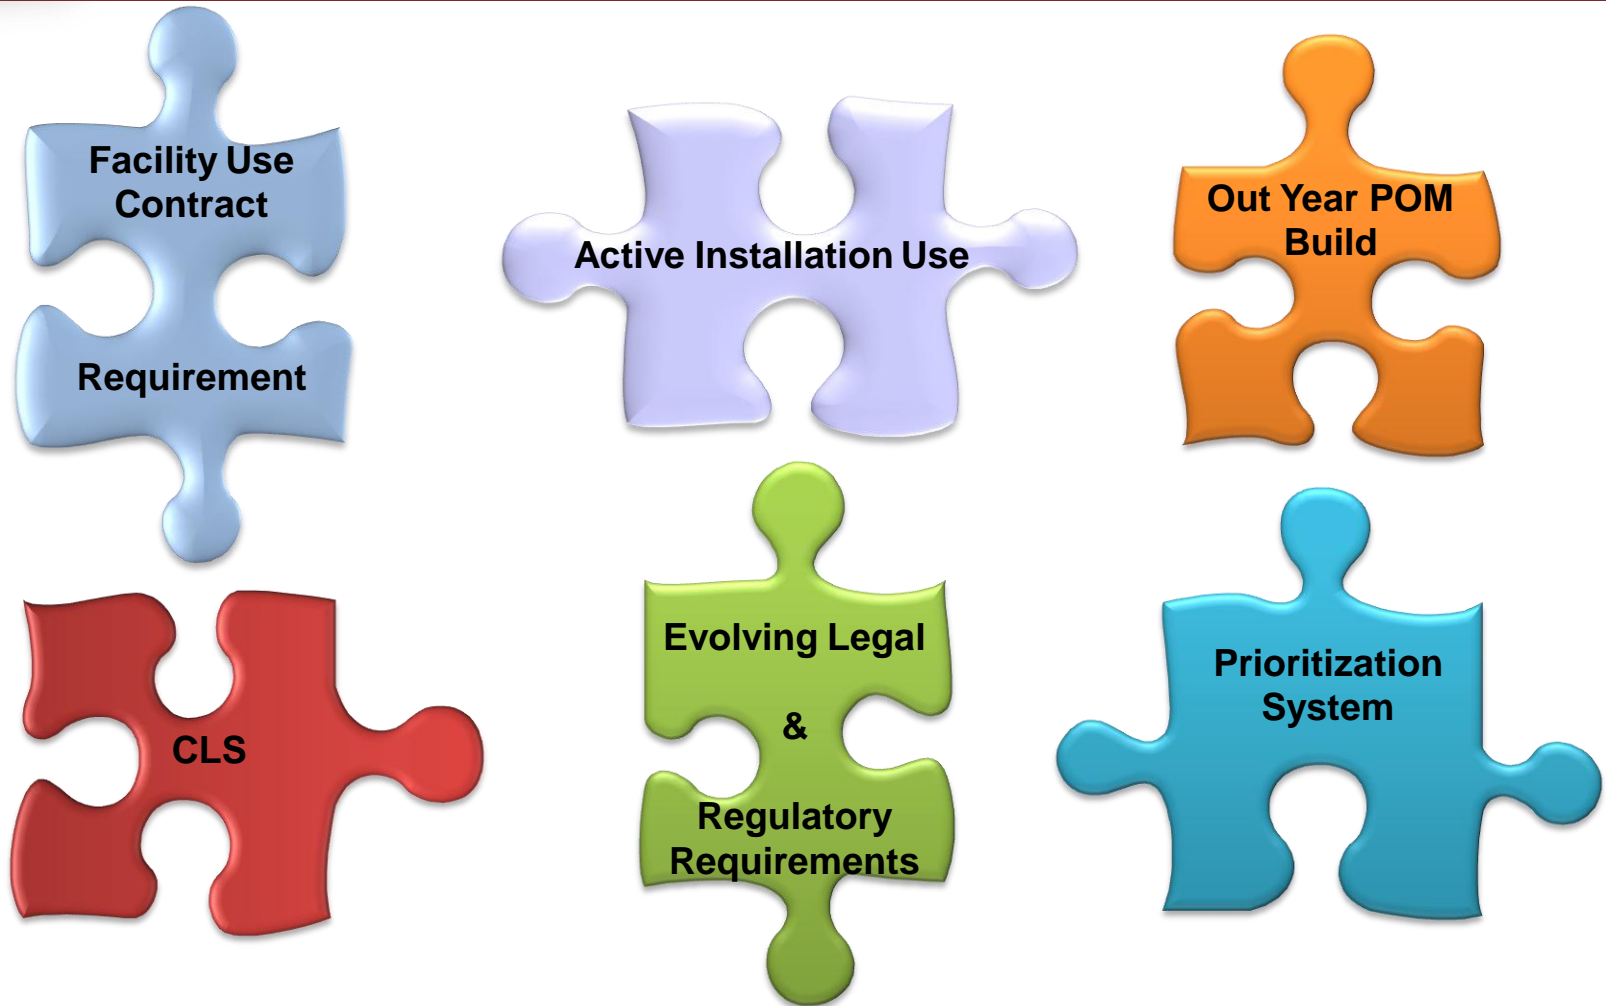 Facility Use
Contract
Requirement
Active Installation Use
Out Year POM
Build
CLS
Evolving Legal
&
Regulatory
Requirements
Prioritization
System